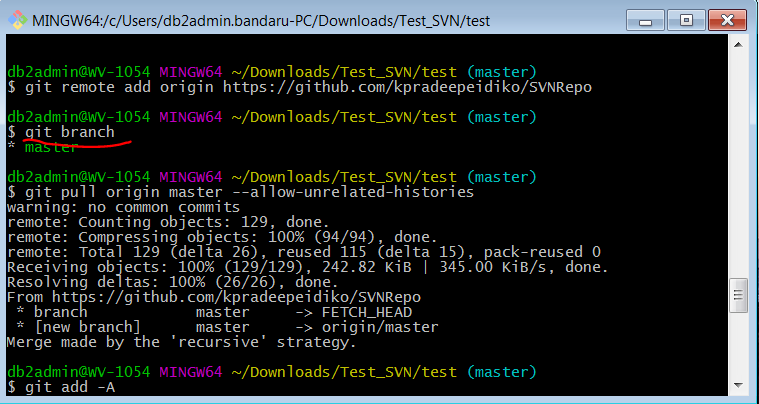 MINGW64:/c/Users/db2admin.bandaru-PC/Downloads/Test_SVN/test
db2admin@WV-1054 MINGW64 ~/Downloads/Test_SVN/test (master)
$ git remote add origin https://github.com/kpradeepeidiko/SVNRepo
db2admin@WV-1054 MINGW64 ~/Downloads/Test_SVN/test (master)
$ git branch
* master
db2admin@WV-1054 MINGW64 ~/Downloads/Test_SVN/test (master)
$ git pull origin master --allow-unrelated-histories
warning: no common commits
remote: Counting objects: 129, done.
remote: Compressing objects: 100% (94/94), done.
remote: Total 129 (delta 26), reused 115 (delta 15), pack-reused 0
Receiving objects: 100% (129/129), 242.82 KiB | 345.00 KiB/s, done.
Resolving deltas: 100% (26/26), done.
From https://github.com/kpradeepeidiko/SVNRepo
 * branch            master     -> FETCH_HEAD
 * [new branch]      master     -> origin/master
Merge made by the 'recursive' strategy.
db2admin@WV-1054 MINGW64 ~/Downloads/Test_SVN/test (master)
$ git add -A